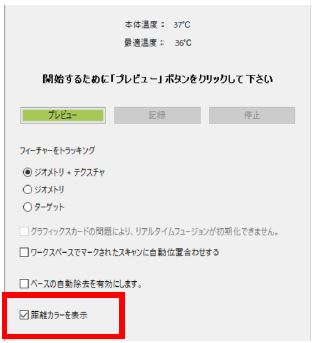 本体温度： 37℃
最適温度： 36℃
開始するために「プレビュー」ボタンをクリックして下さい
プレビュー 記録 停止
フィーチャーをトラッキング
ジオメトリ + テクスチャ
ジオメトリ
ターゲット
グラフィックスカードの問題により、リアルタイムフュージョンが初期化できません。
ワークスペースでマークされたスキャンに自動位置合わせする
ベースの自動除去を有効にします。
距離カラーを表示